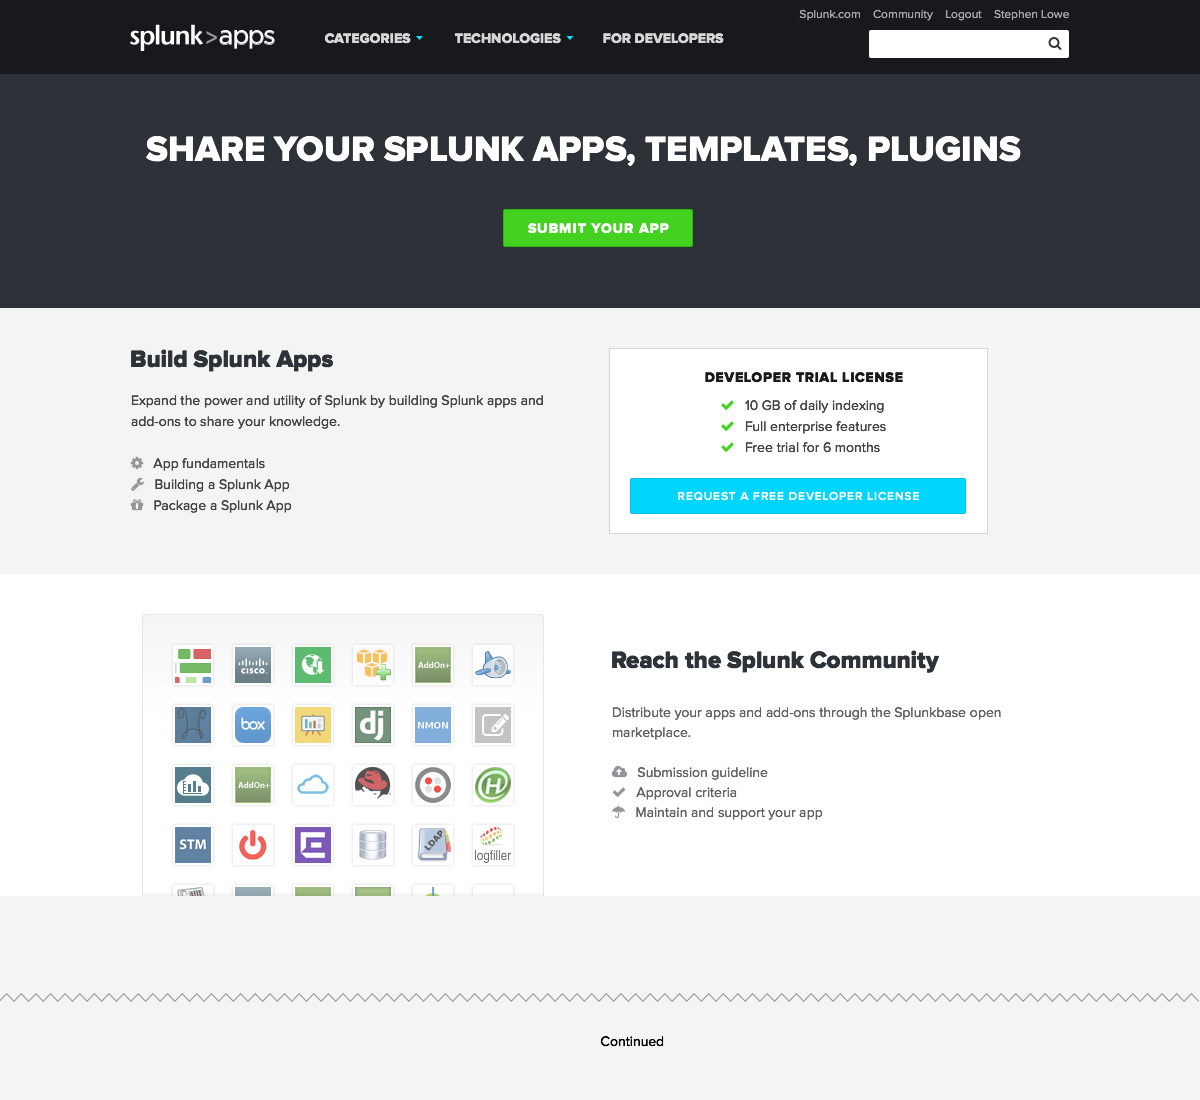 Splunk.com Community Logout Stephen Lowe
splunk>apps CATEGORIES TECHNOLOGIES FOR DEVELOPERS
SHARE YOUR SPLUNK APPS, TEMPLATES, PLUGINS
SUBMIT YOUR APP
Build Splunk Apps
Expand the power and utility of Splunk by building Splunk apps and
add-ons to share your knowledge.
App fundamentals
Building a Splunk App
Package a Splunk App
DEVELOPER TRIAL LICENSE
10 GB of daily indexing
Full enterprise features
Free trial for 6 months
REQUEST A FREE DEVELOPER LICENSE
CISCO AddOn+
box dj NMON
AddOn+ H
STM E LDAP logfiller
Reach the Splunk Community
Distribute your apps and add-ons through the Splunkbase open
marketplace.
Submission guideline
Approval criteria
Maintain and support your app
Continued